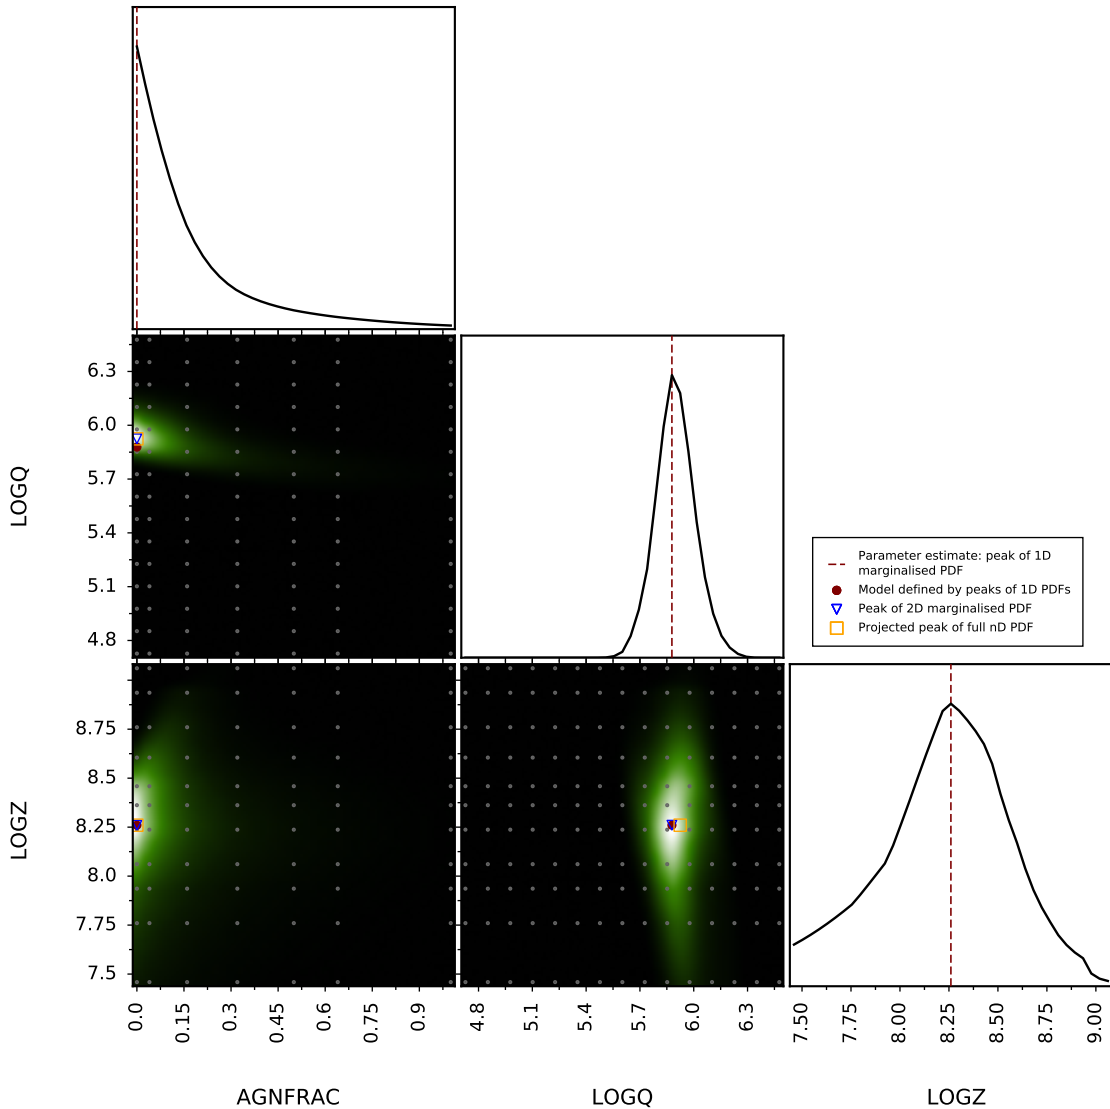 6.3
6.0
5.7
5.4
5.1
4.8
LOGQ
Parameter estimate: peak of 1D
marginalised PDF
Model defined by peaks of 1D PDFs
Peak of 2D marginalised PDF
Projected peak of full nD PDF
8.75
8.5
8.25
8.0
7.75
7.5
LOGZ
0.0 0.15 0.3 0.45 0.6 0.75 0.9
4.8 5.1 5.4 5.7 6.0 6.3
7.50 7.75 8.00 8.25 8.50 8.75 9.00
AGNFRAC LOGQ LOGZ